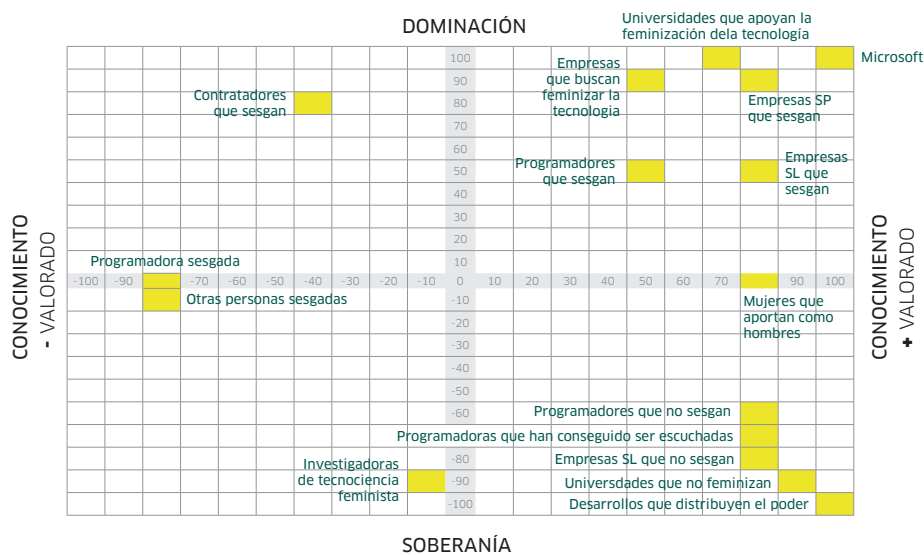 DOMINACIÓN
Universidades que apoyan la
feminización dela tecnología
Microsoft
Empresas
que buscan
feminizar la
tecnologia
Empresas SP
que sesgan
Contratadores
que sesgan
Programadores
que sesgan
Empresas
SL que
sesgan
100
90
80
70
60
50
40
30
20
10
CONOCIMIENTO
- VALORADO
Programadora sesgada
-100 -90 -70 -60 -50 -40 -30 -20 -10 0 10 20 30 40 50 60 70 90 100
Otras personas sesgadas
Mujeres que
aportan como
hombres
CONOCIMIENTO
+ VALORADO
-10
-20
-30
-40
-50
-60
-70
-80
-90
-100
Programadores que no sesgan
Programadoras que han conseguido ser escuchadas
Empresas SL que no sesgan
Investigadoras
de tecnociencia
feminista
Universdades que no feminizan
Desarrollos que distribuyen el poder
SOBERANÍA